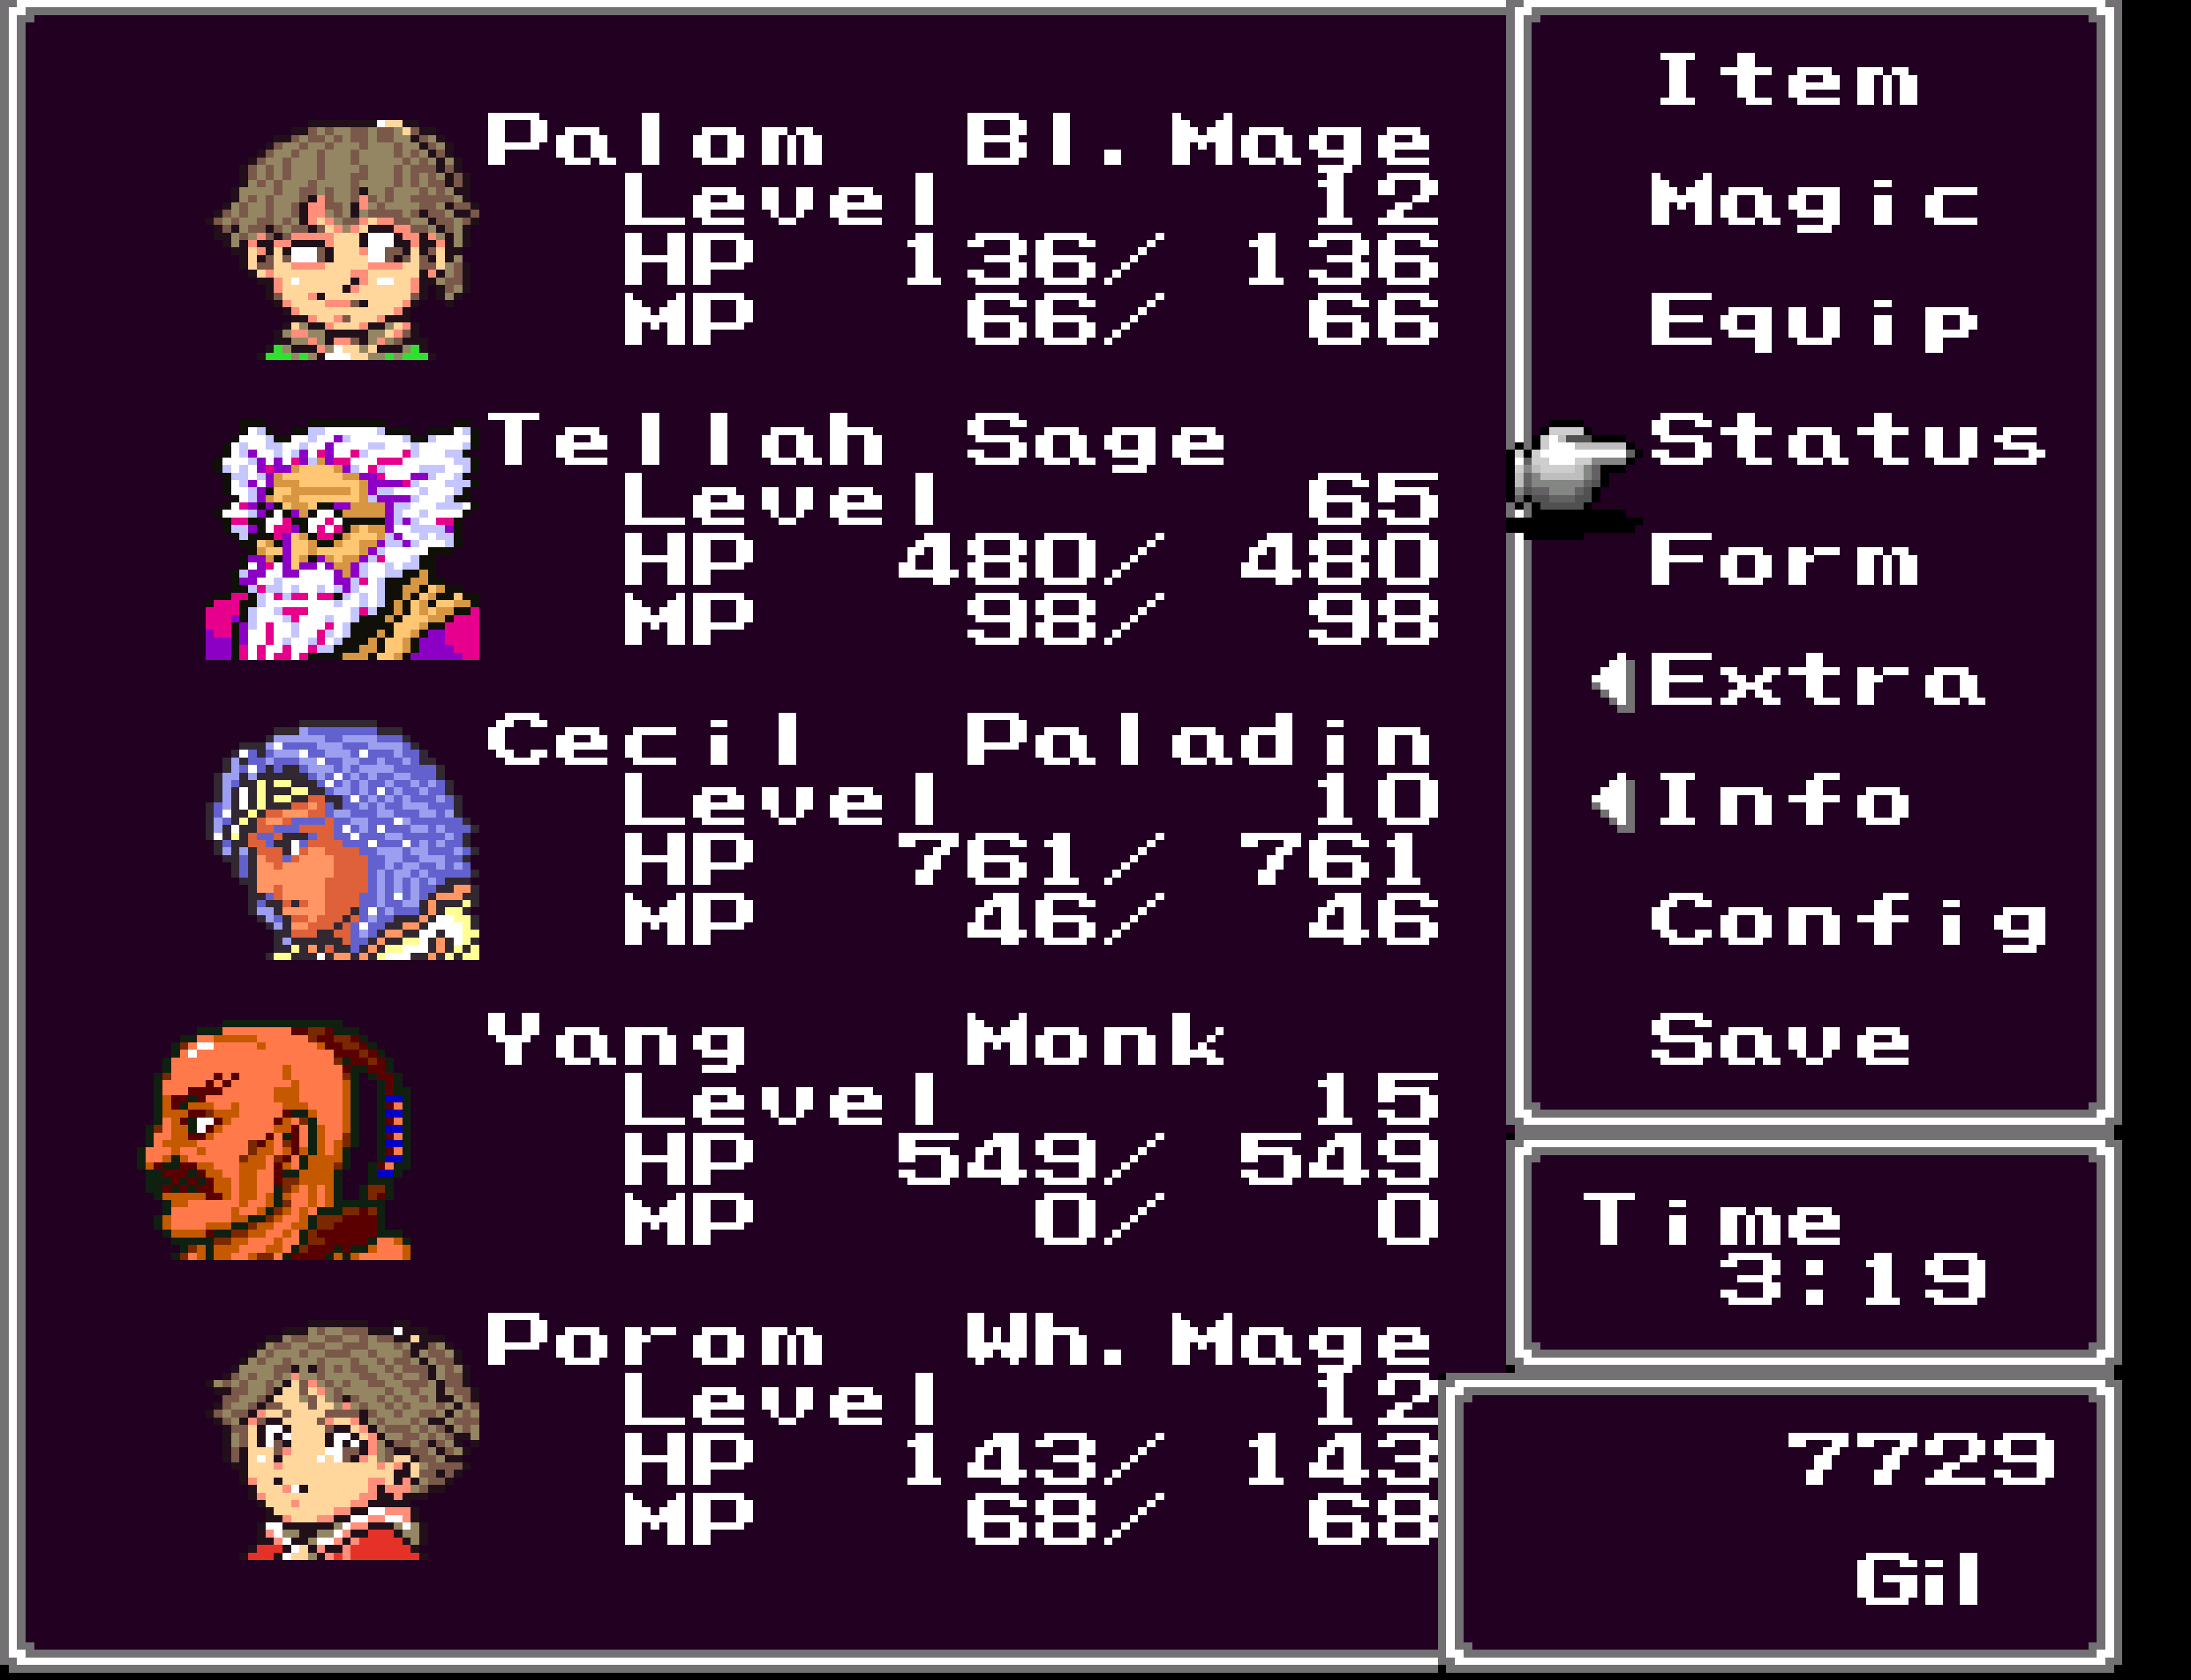 Palom Bl. Mage
Level 12
HP 136/ 136
MP 66/ 66
Tellah Sage
Level 65
HP 480/ 480
MP 98/ 98
Cecil Paladin
Level 10
HP 761/ 761
MP 46/ 46
Yang Monk
Level 15
HP 549/ 549
MP 0/ 0
Porom Wh. Mage
Level 12
HP 143/ 143
MP 68/ 68
Item
Magic
Equip
Status
Form
Extra
Info
Config
Save
Time
3:19
7729
Gil